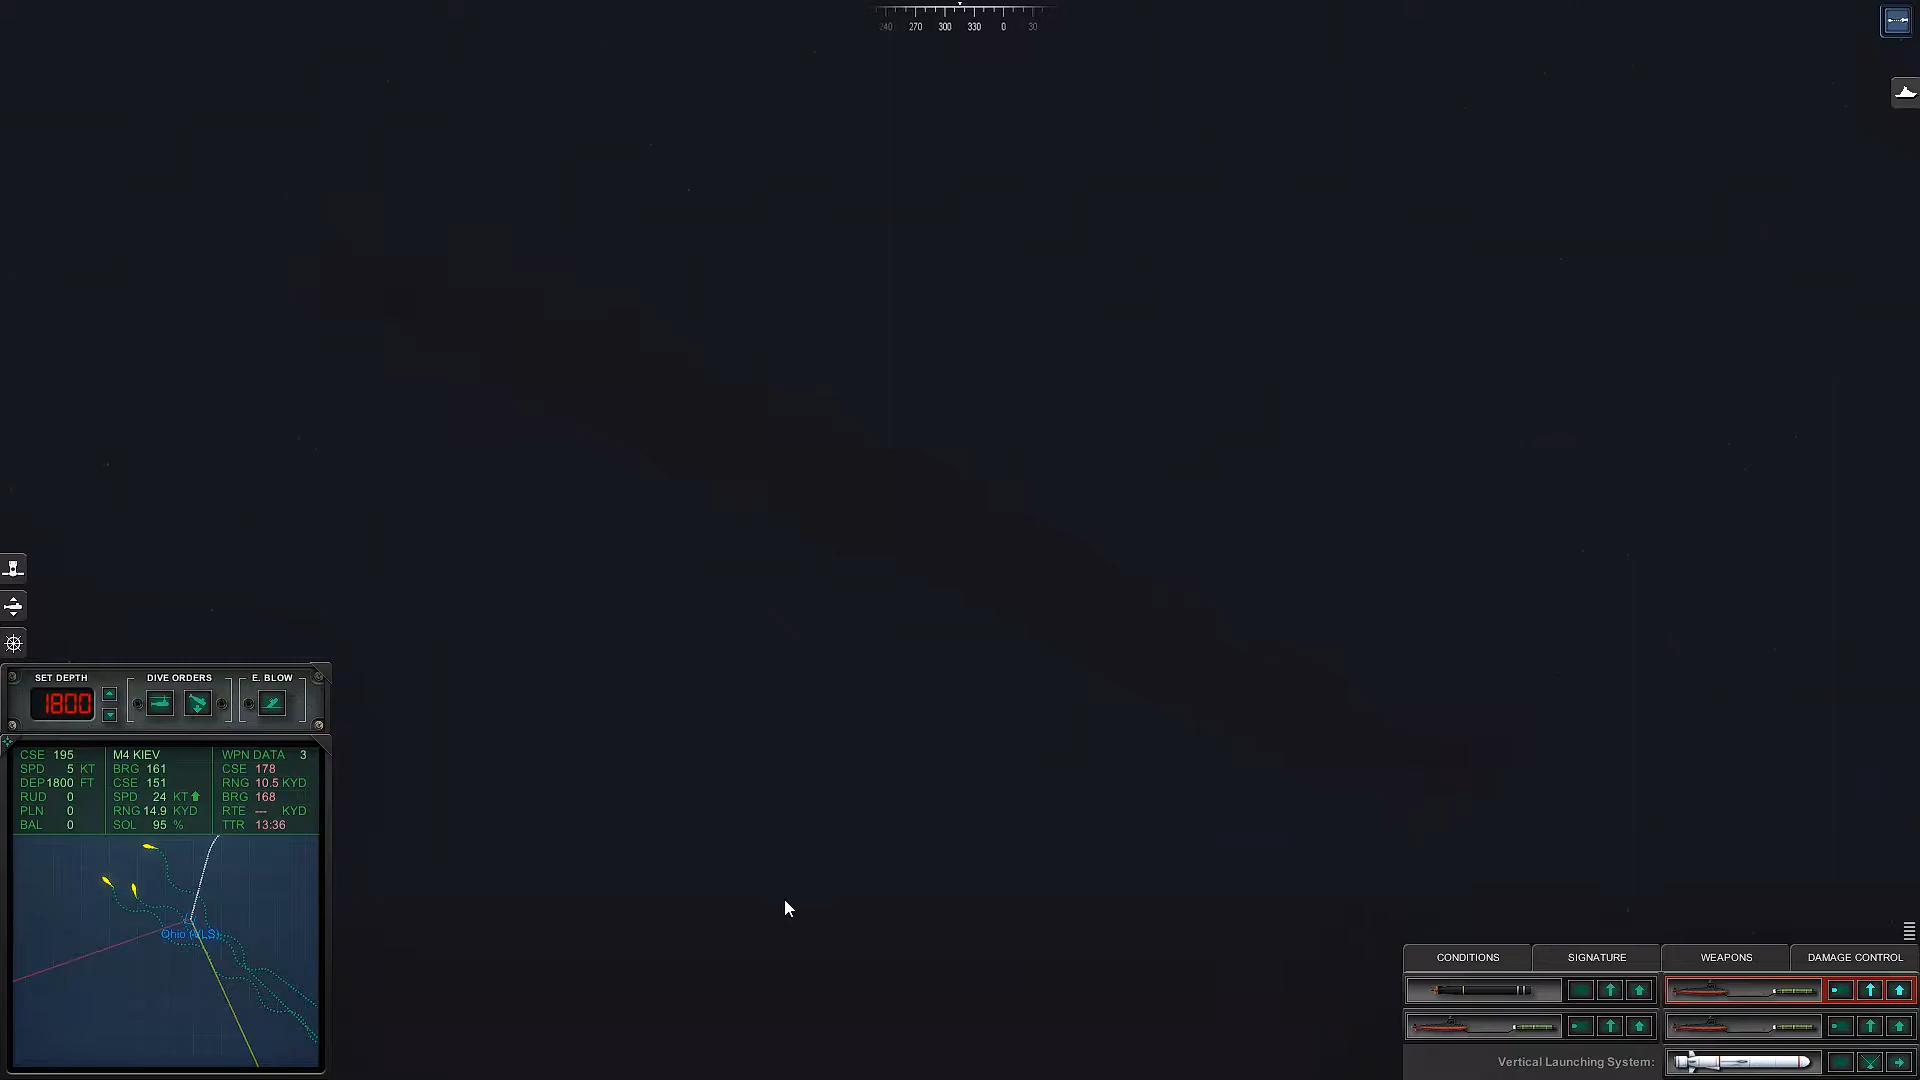 240 270 300 330 0 30
SET DEPTH DIVE ORDERS E. BLOW
1800
CSE 195 M4 KIEV WPN DATA 3
SPD 5 KT BRG 161 CSE 178
DEP 1800 FT CSE 151 RNG 10.5 KYD
RUD 0 SPD 24 KT BRG 168
PLN 0 RNG 14.9 KYD RTE --- KYD
BAL 0 SOL 95 % TTR 13:36
Ohio (VLS)
CONDITIONS SIGNATURE WEAPONS DAMAGE CONTROL
Vertical Launching System: